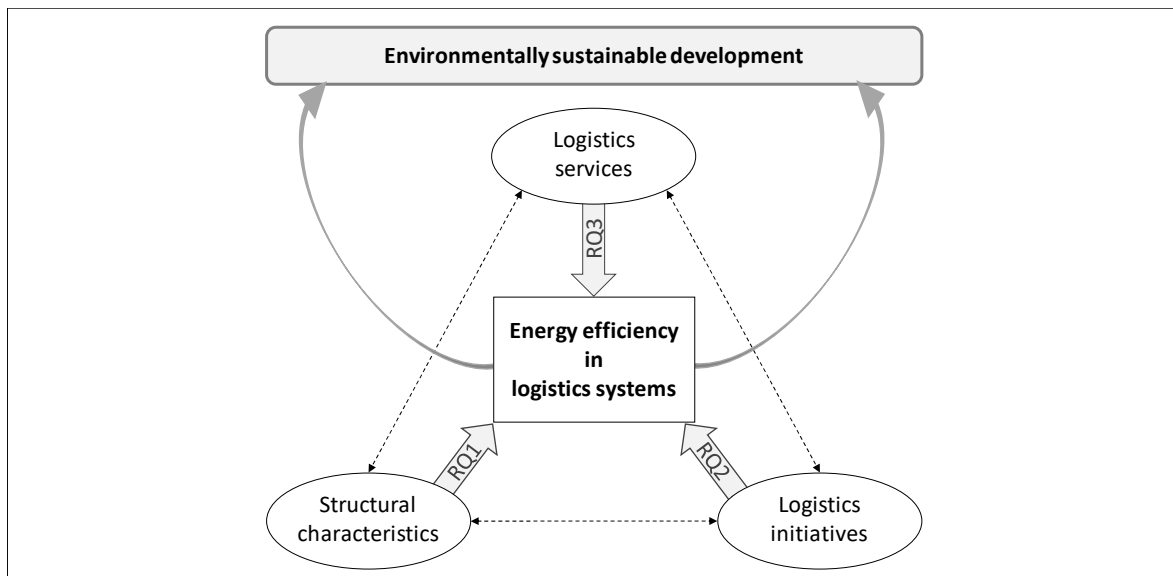 Environmentally sustainable development
Logistics
services
RQ3
Energy efficiency
in
logistics systems
RQ1
RQ2
Structural
characteristics
Logistics
initiatives